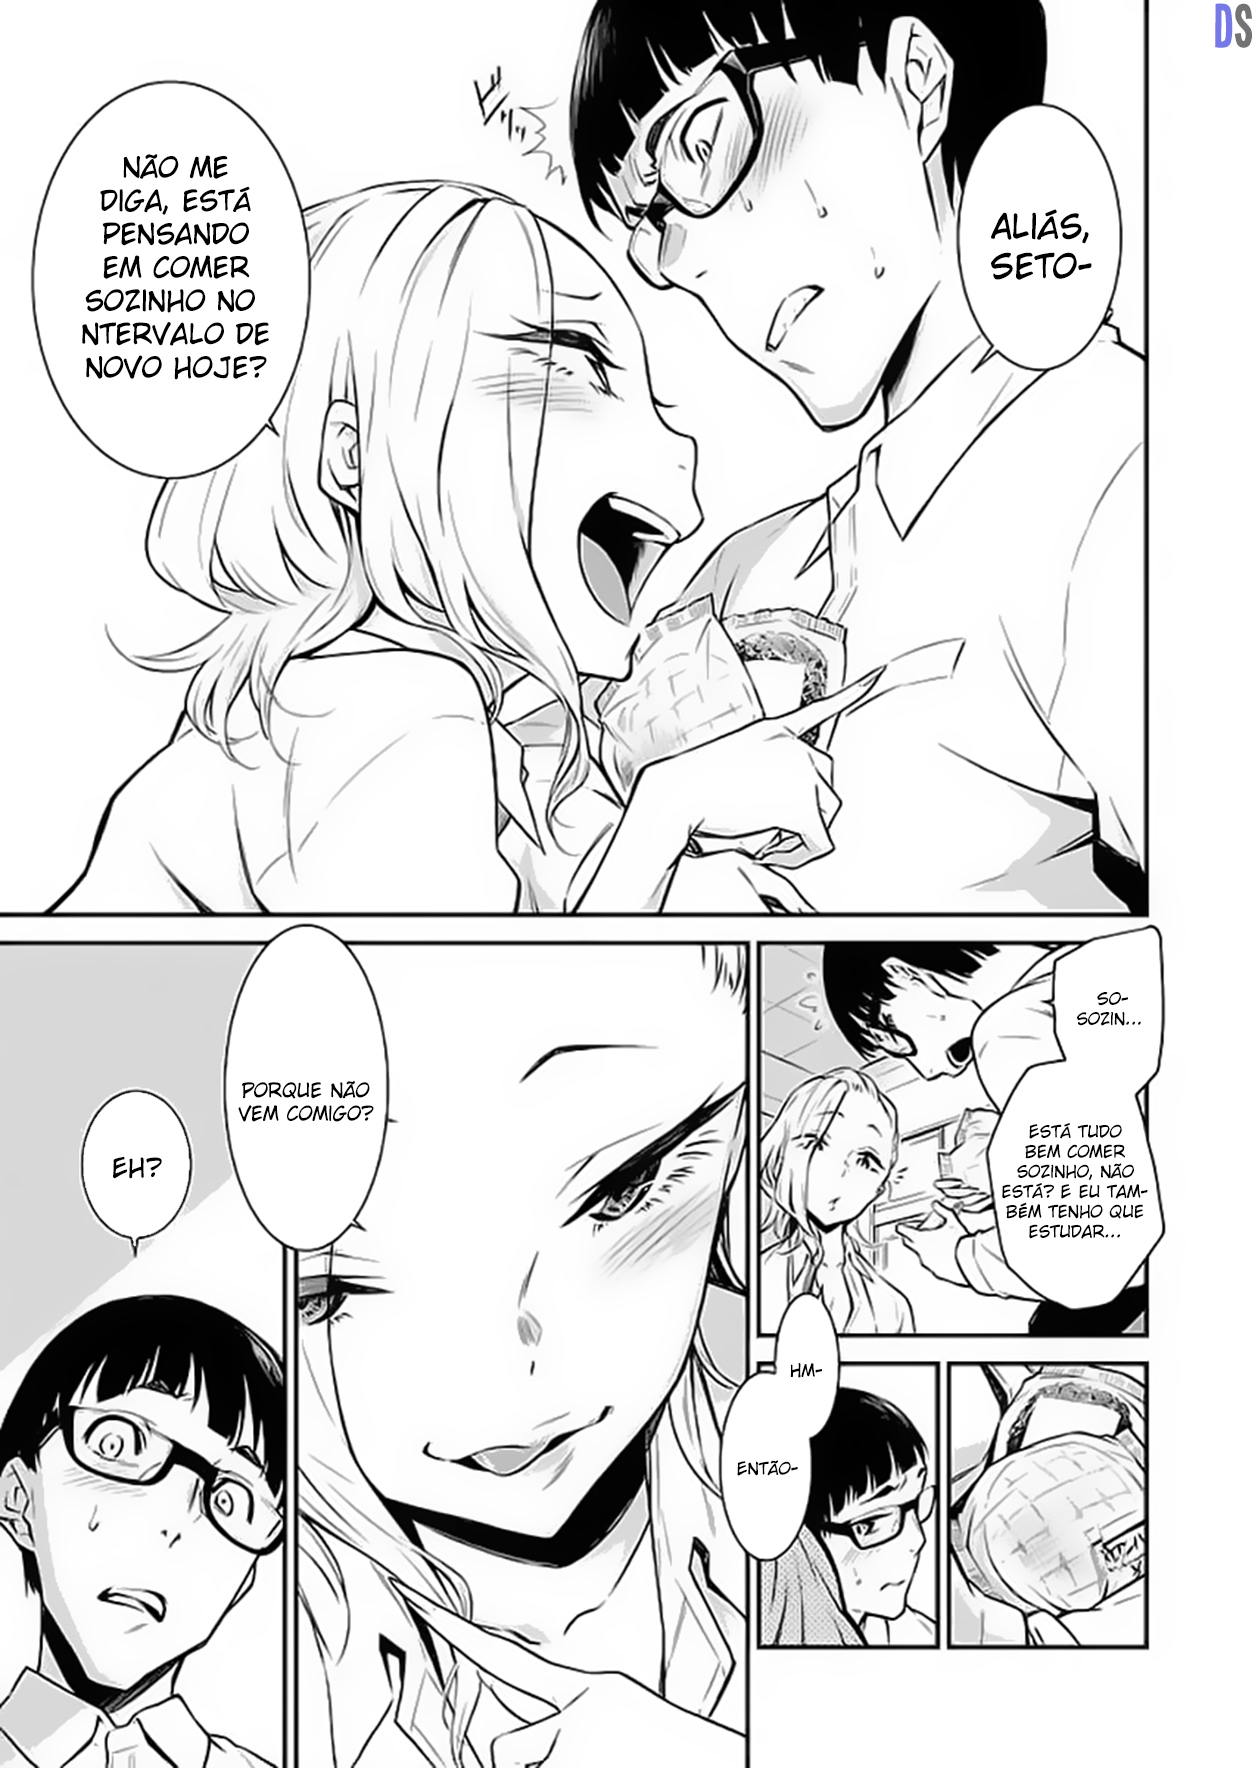 DS
ALIÁS,
SETO-
NÃO ME
DIGA, ESTÁ
PENSANDO
EM COMER
SOZINHO NO
NTERVALO DE
NOVO HOJE?
SO-
SOZIN...
ESTÁ TUDO
BEM COMER
SOZINHO, NÃO
ESTÁ? E EU TAM-
BÉM TENHO QUE
ESTUDAR...
HM-
ENTÃO-
PORQUE NÃO
VEM COMIGO?
EH?